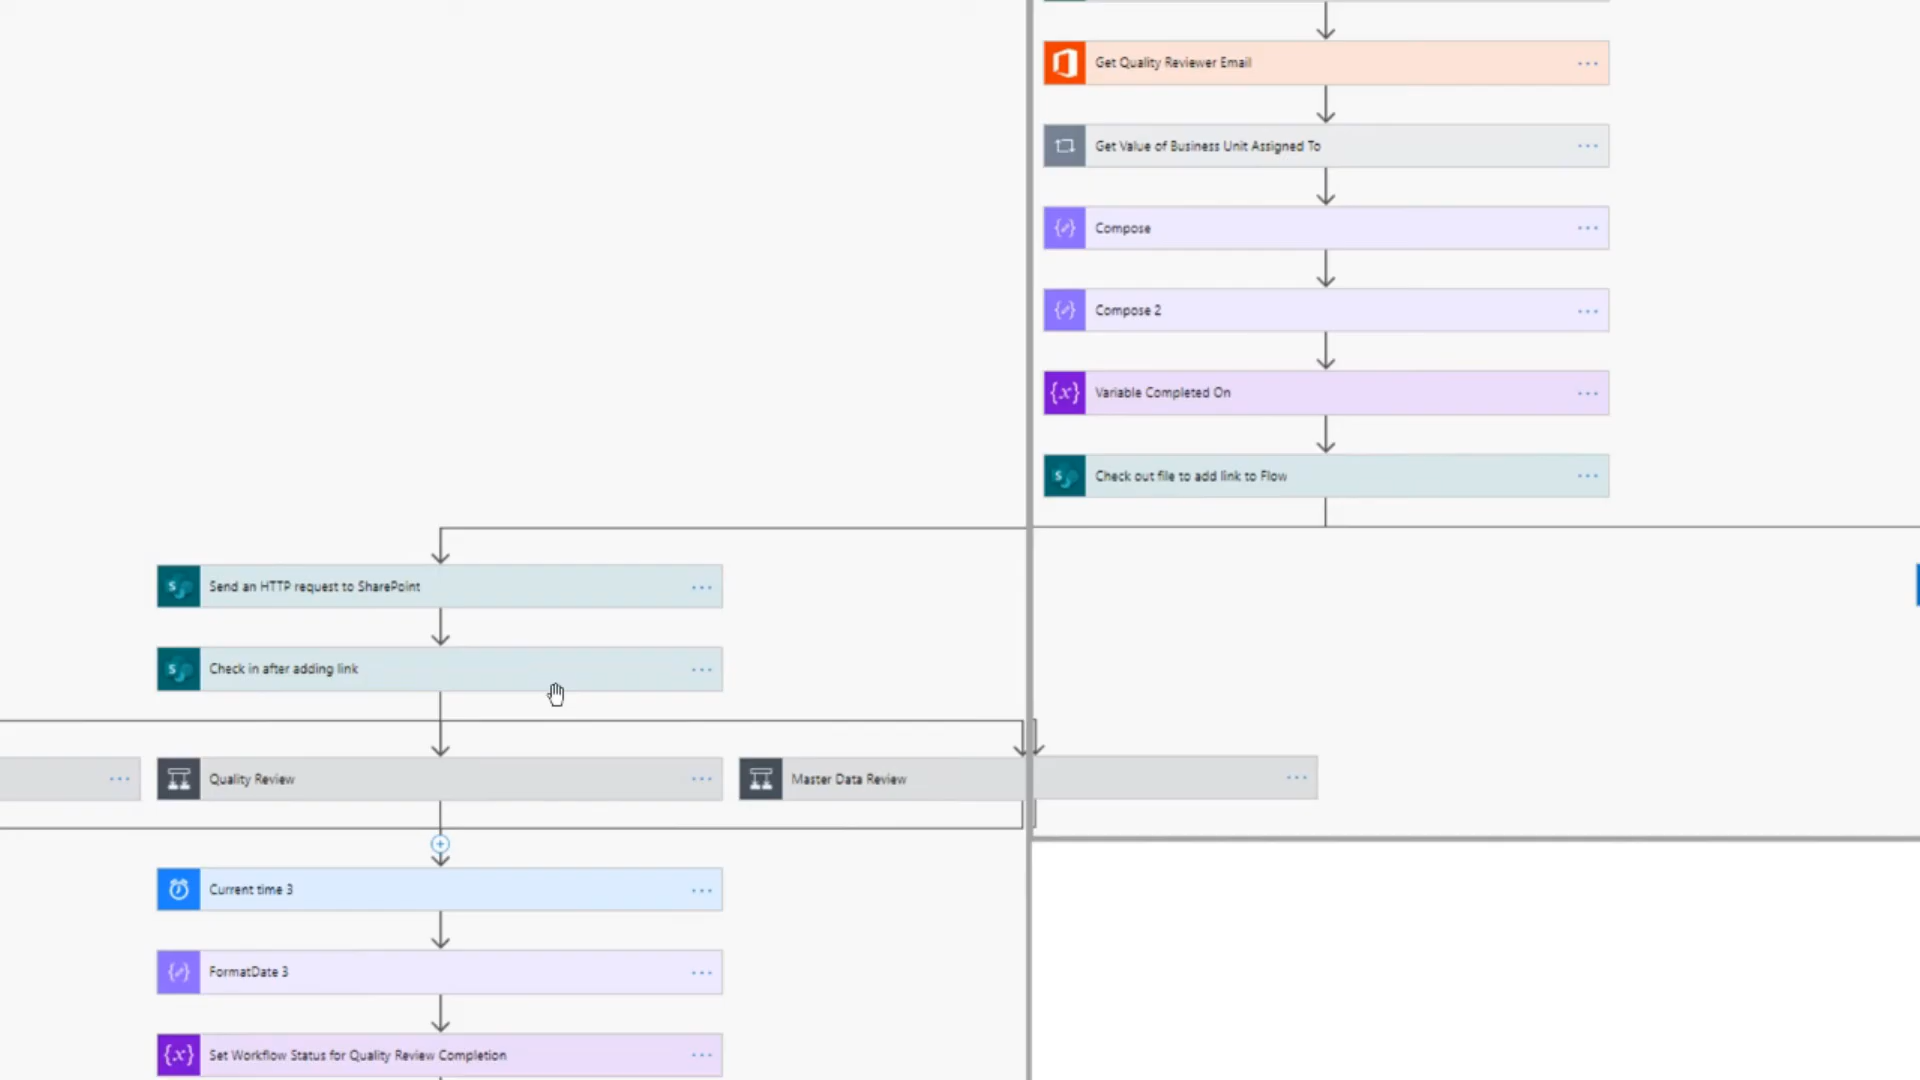 Get Quality Reviewer Email
Get Value of Business Unit Assigned To
Compose
Compose 2
Variable Completed On
Check out file to add link to Flow
Send an HTTP request to SharePoint
Check in after adding link
Quality Review
Master Data Review
Current time 3
FormatDate 3
Set Workflow Status for Quality Review Completion